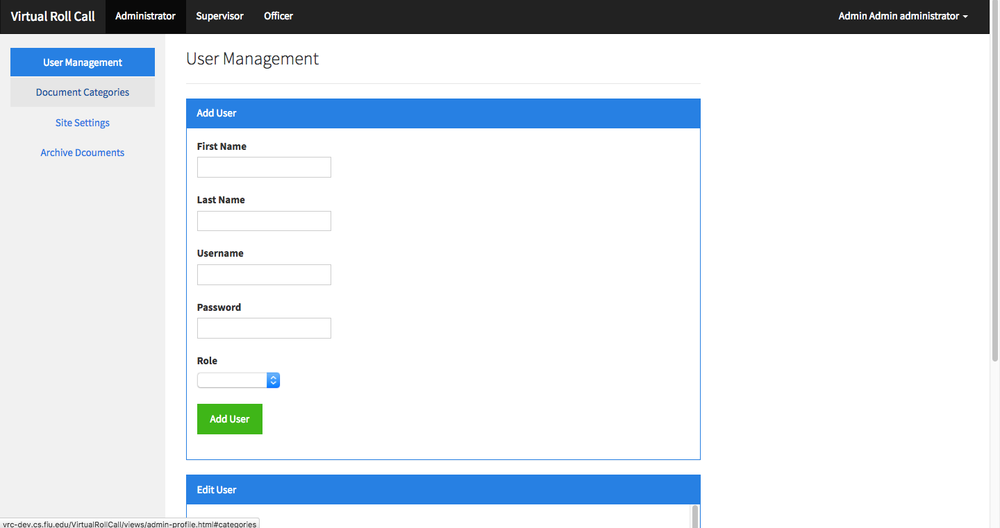 Virtual Roll Call Administrator Supervisor Officer Admin Admin administrator
User Management
Document Categories
Site Settings
Archive Dcouments
User Management
Add User
First Name
Last Name
Username
Password
Role
Add User
Edit User
vrc-dev.cs.fiu.edu/VirtualRollCall/views/admin-profile.html#categories